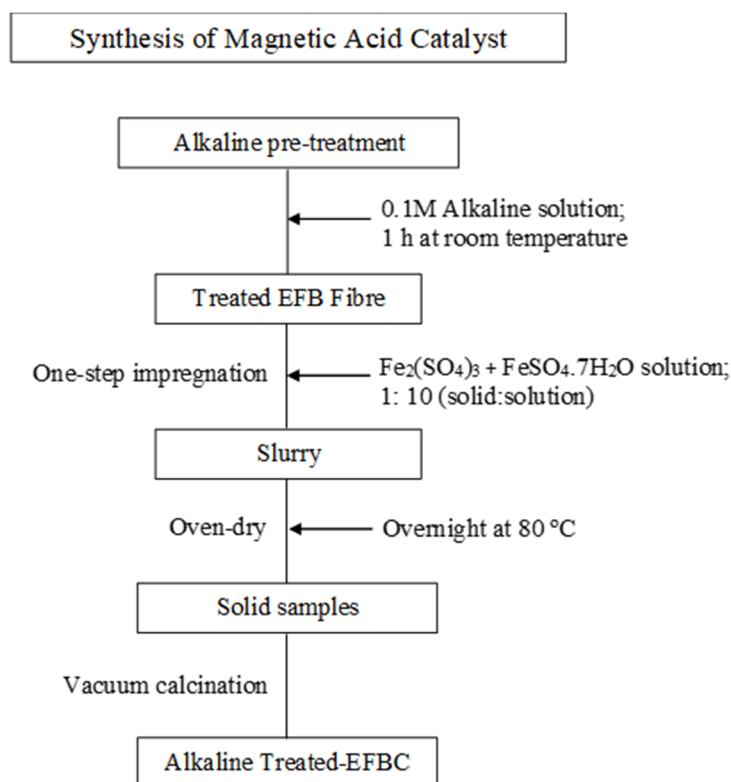 Synthesis of Magnetic Acid Catalyst
Alkaline pre-treatment
0.1M Alkaline solution;
1 h at room temperature
Treated EFB Fibre
One-step impregnation
Fe₂(SO₄)₃ + FeSO₄.7H₂O solution;
1: 10 (solid:solution)
Slurry
Oven-dry
Overnight at 80 °C
Solid samples
Vacuum calcination
Alkaline Treated-EFBC